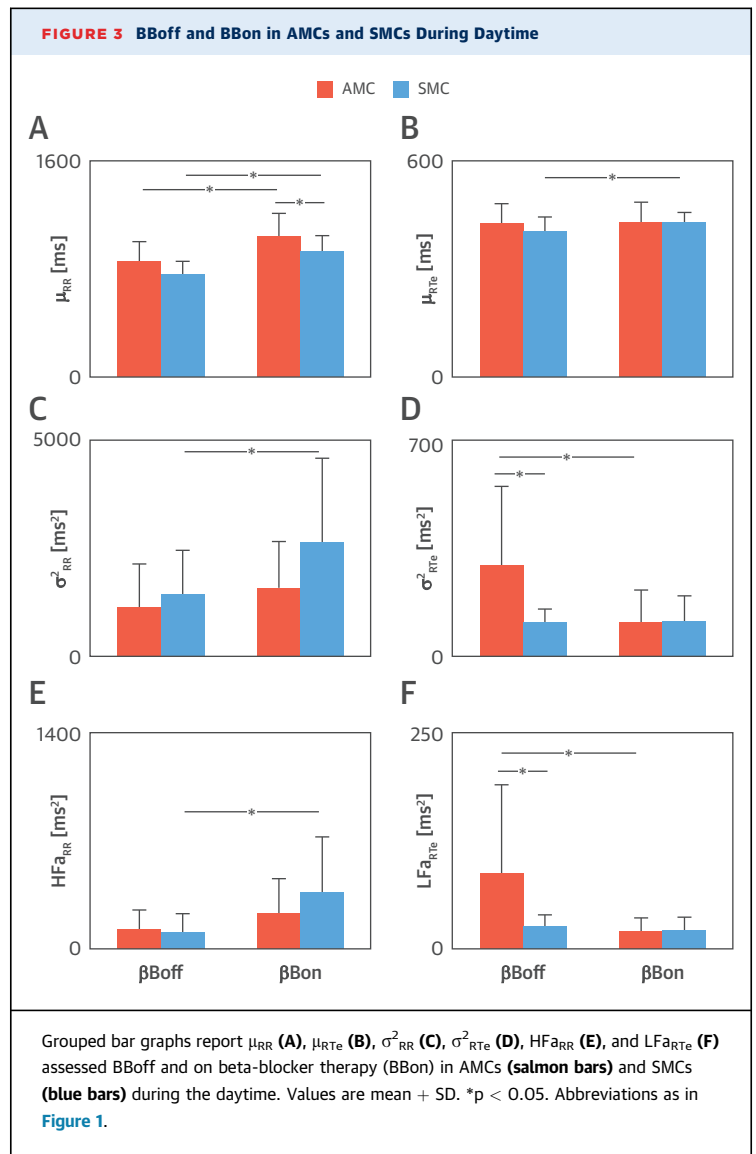 FIGURE 3 BBoff and BBon in AMCs and SMCs During Daytime
AMC SMC
A
1600
μRR [ms]
0
* * *
B
600
μRTe [ms]
0
*
C
5000
σ²RR [ms²]
0
*
D
700
σ²RTe [ms²]
0
* *
E
1400
HFaRR [ms²]
0
*
βBoff βBon
F
250
LFaRTe [ms²]
0
* *
βBoff βBon
Grouped bar graphs report μRR (A), μRTe (B), σ²RR (C), σ²RTe (D), HFaRR (E), and LFaRTe (F)
assessed BBoff and on beta-blocker therapy (BBon) in AMCs (salmon bars) and SMCs
(blue bars) during the daytime. Values are mean + SD. *p < 0.05. Abbreviations as in
Figure 1.